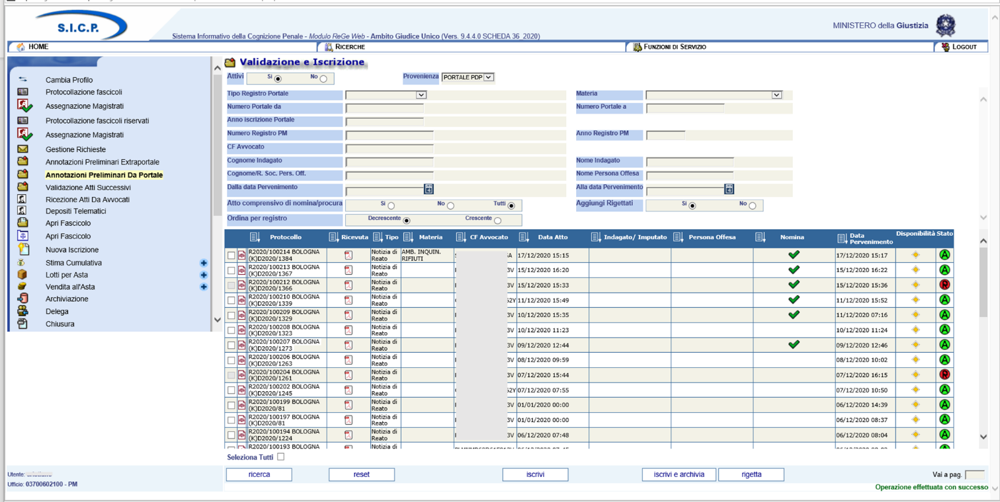 S.I.C.P.
Sistema Informativo della Cognizione Penale - Modulo ReGe Web - Ambito Giudice Unico (Vers. 9.4.4.0 SCHEDA 36_2020)
MINISTERO della Giustizia
HOME
RICERCHE
FUNZIONI DI SERVIZIO
LOGOUT
Cambia Profilo
Protocollazione fascicoli
Assegnazione Magistrati
Protocollazione fascicoli riservati
Assegnazione Magistrati
Gestione Richieste
Annotazioni Preliminari Extraportale
Annotazioni Preliminari Da Portale
Validazione Atti Successivi
Ricezione Atti Da Avvocati
Depositi Telematici
Apri Fascicolo
Apri Fascicolo
Nuova Iscrizione
Stima Cumulativa
Lotti per Asta
Vendita all'Asta
Archiviazione
Delega
Chiusura
Validazione e Iscrizione
Attivi Si No Provenienza PORTALE PDP
Tipo Registro Portale Materia
Numero Portale da Numero Portale a
Anno iscrizione Portale
Numero Registro PM Anno Registro PM
CF Avvocato
Cognome Indagato Nome Indagato
Cognome/R. Soc. Pers. Off. Nome Persona Offesa
Dalla data Pervenimento Alla data Pervenimento
Atto comprensivo di nomina/procura Si No Tutti Aggiungi Rigettati Si No
Ordina per registro Decrescente Crescente
Protocollo Ricevuta Tipo Materia CF Avvocato Data Atto Indagato/ Imputato Persona Offesa Nomina Data Pervenimento Disponibilità Stato
R2020/100214 BOLOGNA Notizia di AMB. INQUIN. A 17/12/2020 15:15 17/12/2020 15:17 A
(K)D2020/1384 Reato RIFIUTI
R2020/100213 BOLOGNA Notizia di 3V 15/12/2020 16:20 15/12/2020 16:22 A
(K)D2020/1367 Reato
R2020/100212 BOLOGNA Notizia di 3V 15/12/2020 15:33 15/12/2020 15:36 R
(K)D2020/1366 Reato
R2020/100210 BOLOGNA Notizia di 52Y 11/12/2020 15:49 11/12/2020 15:52 A
(K)D2020/1339 Reato
R2020/100209 BOLOGNA Notizia di 3V 10/12/2020 15:35 11/12/2020 07:16 A
(K)D2020/1329 Reato
R2020/100208 BOLOGNA Notizia di 3V 10/12/2020 11:23 10/12/2020 11:24 A
(K)D2020/1323 Reato
R2020/100207 BOLOGNA Notizia di 3V 09/12/2020 12:44 09/12/2020 12:46 A
(K)D2020/1273 Reato
R2020/100206 BOLOGNA Notizia di 3V 08/12/2020 09:59 08/12/2020 10:02 A
(K)D2020/1263 Reato
R2020/100204 BOLOGNA Notizia di 3V 07/12/2020 15:44 07/12/2020 16:15 R
(K)D2020/1261 Reato
R2020/100202 BOLOGNA Notizia di 52Y 07/12/2020 07:55 07/12/2020 10:50 A
(K)D2020/1245 Reato
R2020/100199 BOLOGNA Notizia di 3V 01/01/2020 00:00 06/12/2020 14:39 A
(K)D2020/81 Reato
R2020/100197 BOLOGNA Notizia di 3V 01/01/2020 00:00 06/12/2020 08:37 A
(K)D2020/81 Reato
R2020/100194 BOLOGNA Notizia di 3V 06/12/2020 07:48 06/12/2020 08:04 A
(K)D2020/1224 Reato
R2020/100193 BOLOGNA Notizia di
Seleziona Tutti
ricerca reset iscrivi iscrivi e archivia rigetta
Utente:
Vai a pag.
Ufficio: 03700602100 - PM
Operazione effettuata con successo